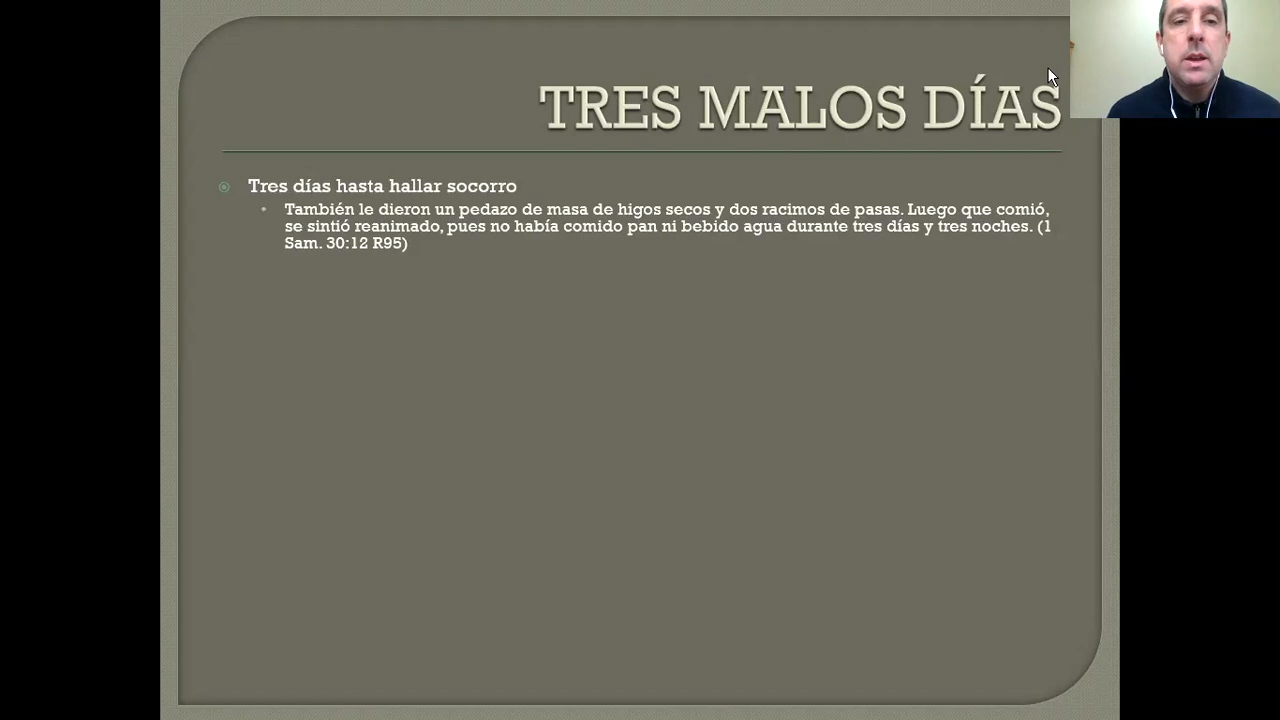 TRES MALOS DÍAS
Tres días hasta hallar socorro
También le dieron un pedazo de masa de higos secos y dos racimos de pasas. Luego que comió,
se sintió reanimado, pues no había comido pan ni bebido agua durante tres días y tres noches. (1
Sam. 30:12 R95)